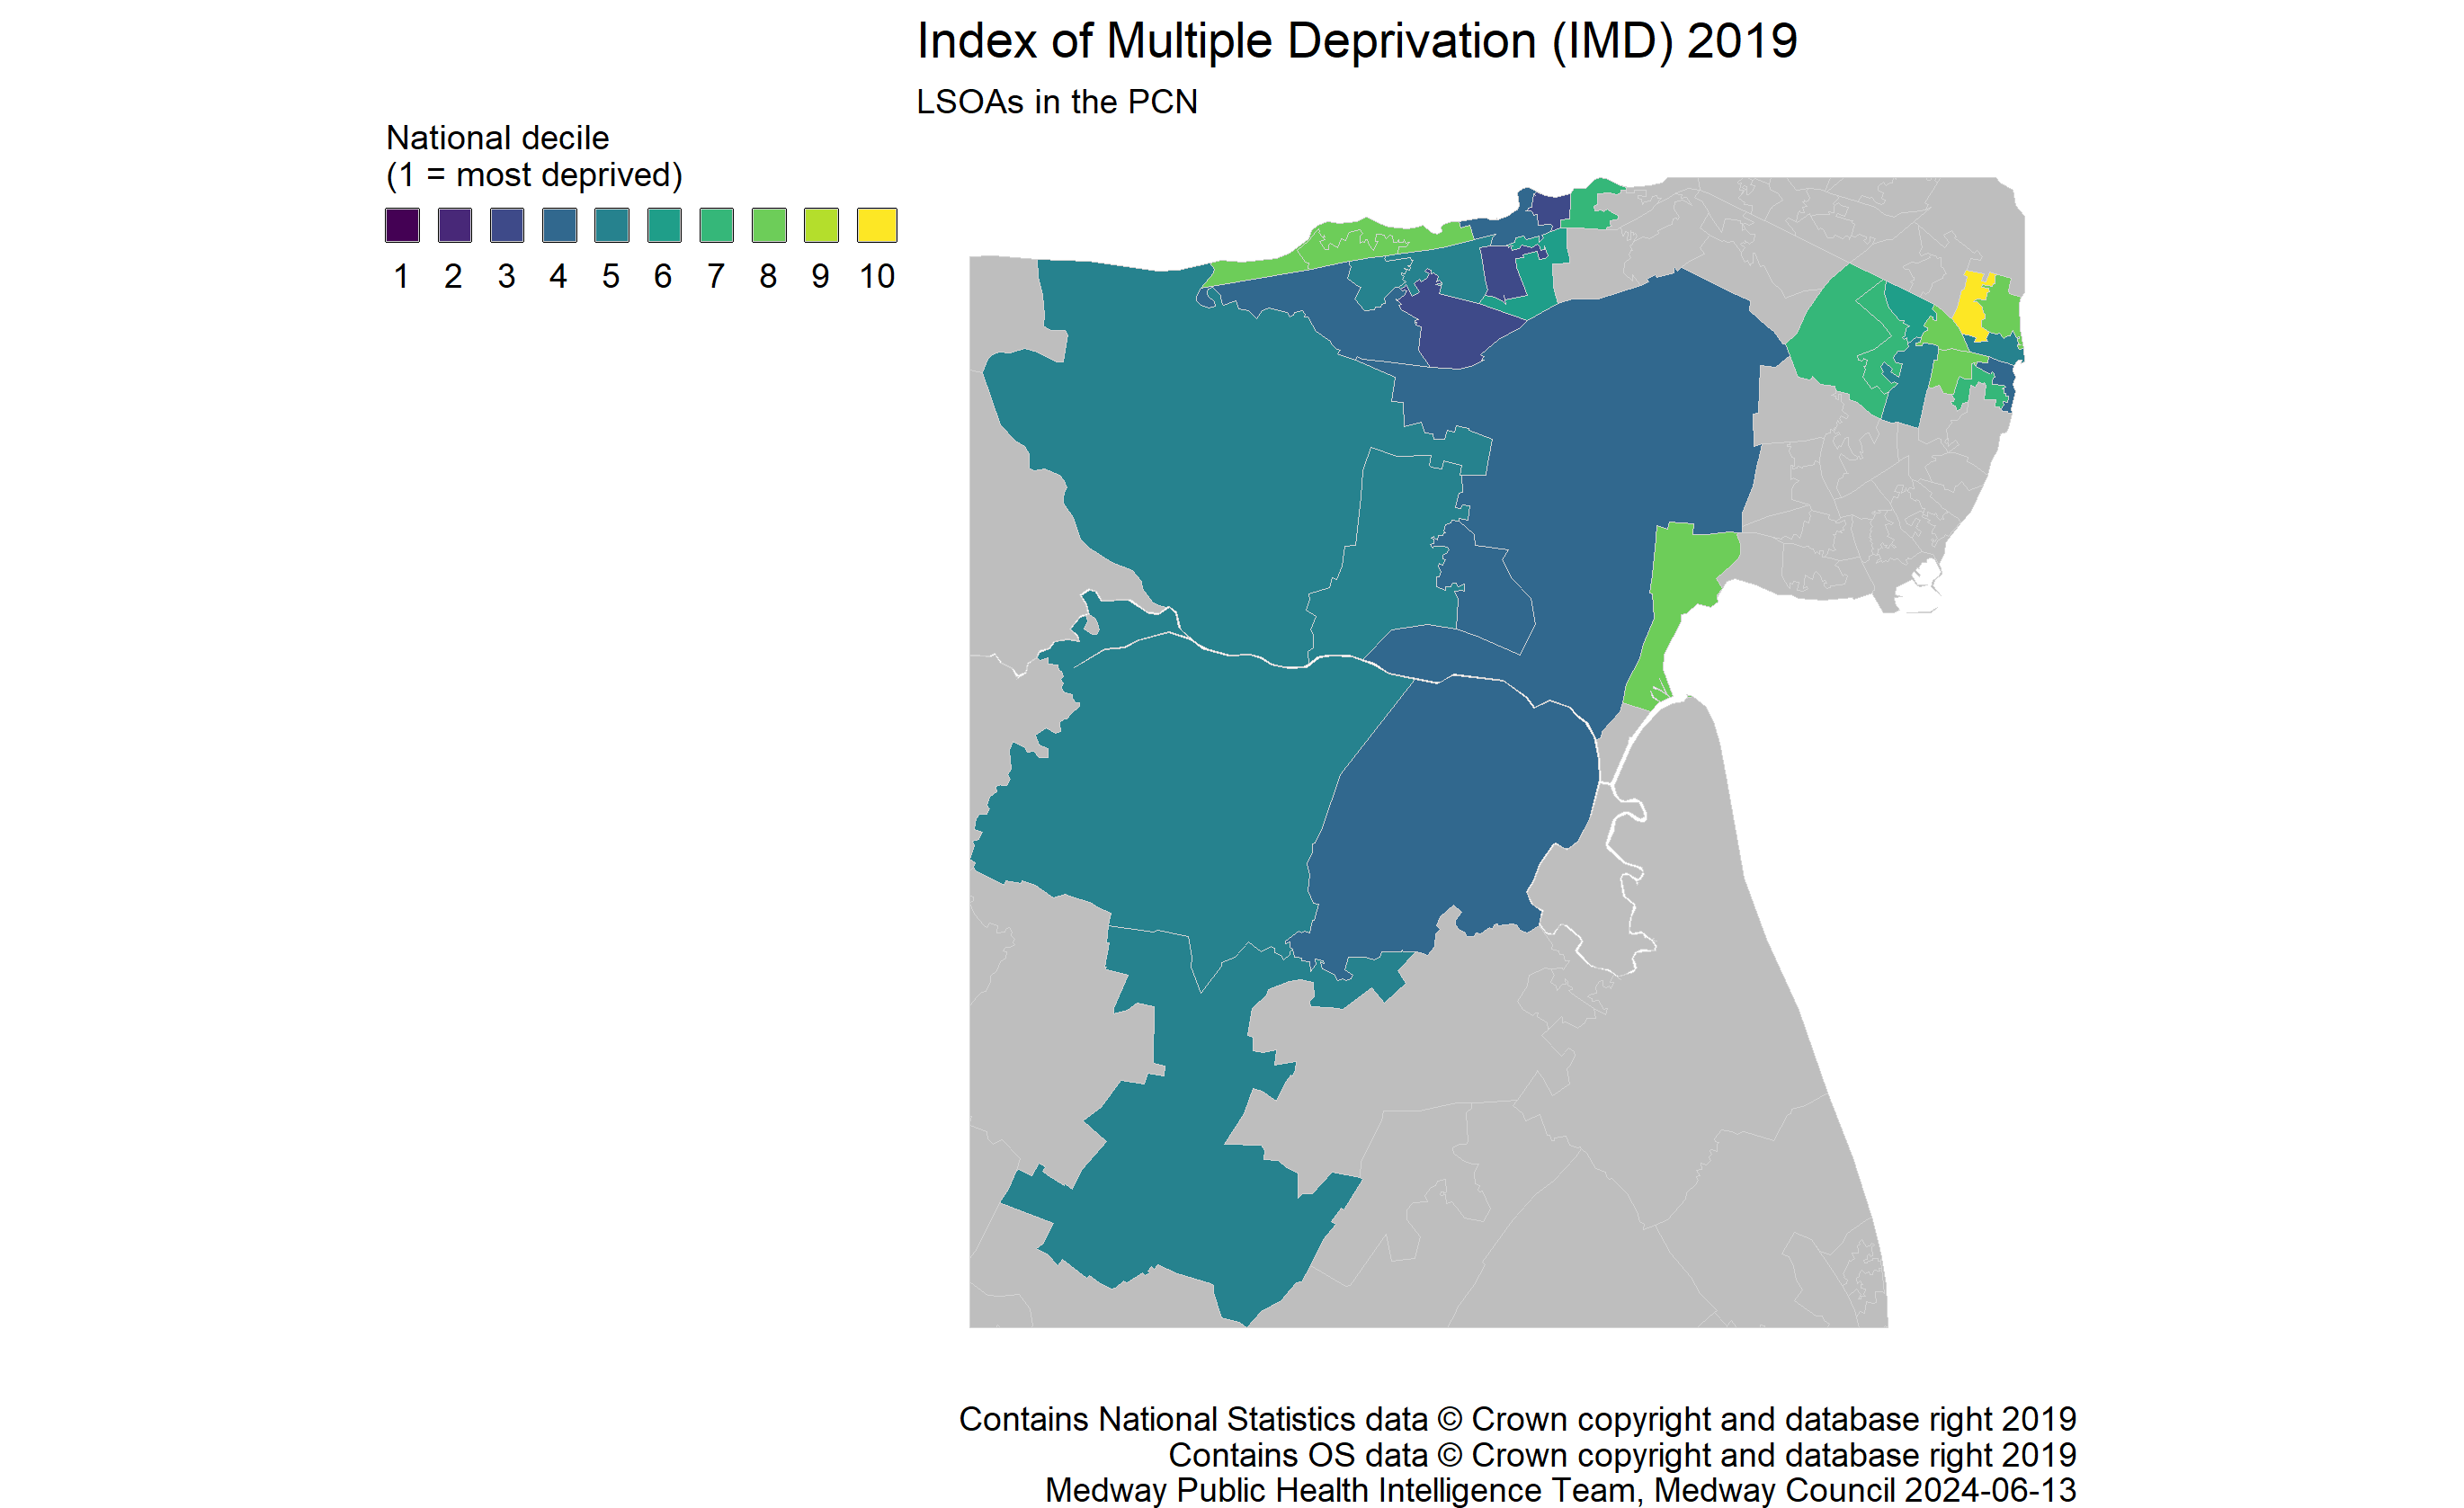 Index of Multiple Deprivation (IMD) 2019
LSOAs in the PCN
National decile
(1 = most deprived)
1 2 3 4 5 6 7 8 9 10
Contains National Statistics data © Crown copyright and database right 2019
Contains OS data © Crown copyright and database right 2019
Medway Public Health Intelligence Team, Medway Council 2024-06-13